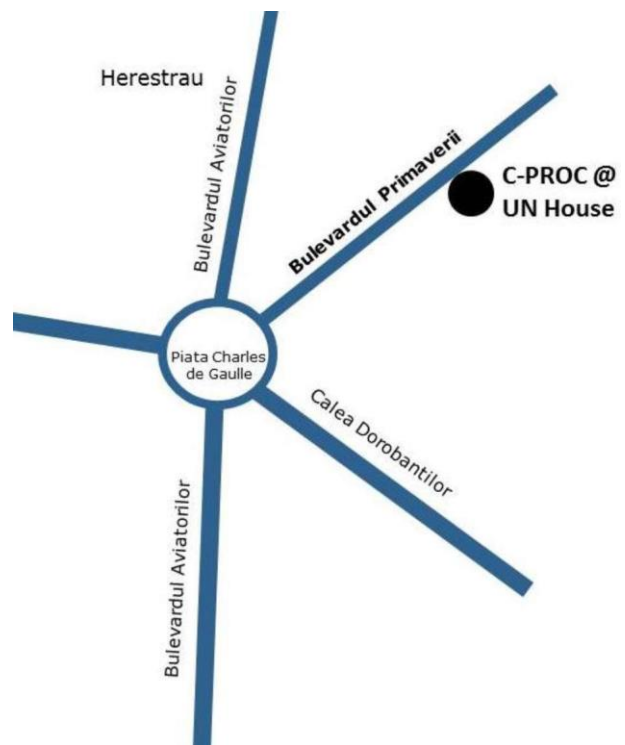 Herestrau
Bulevardul Aviatorilor
Bulevardul Primaverii
C-PROC @
UN House
Piata Charles
de Gaulle
Calea Dorobantilor
Bulevardul Aviatorilor